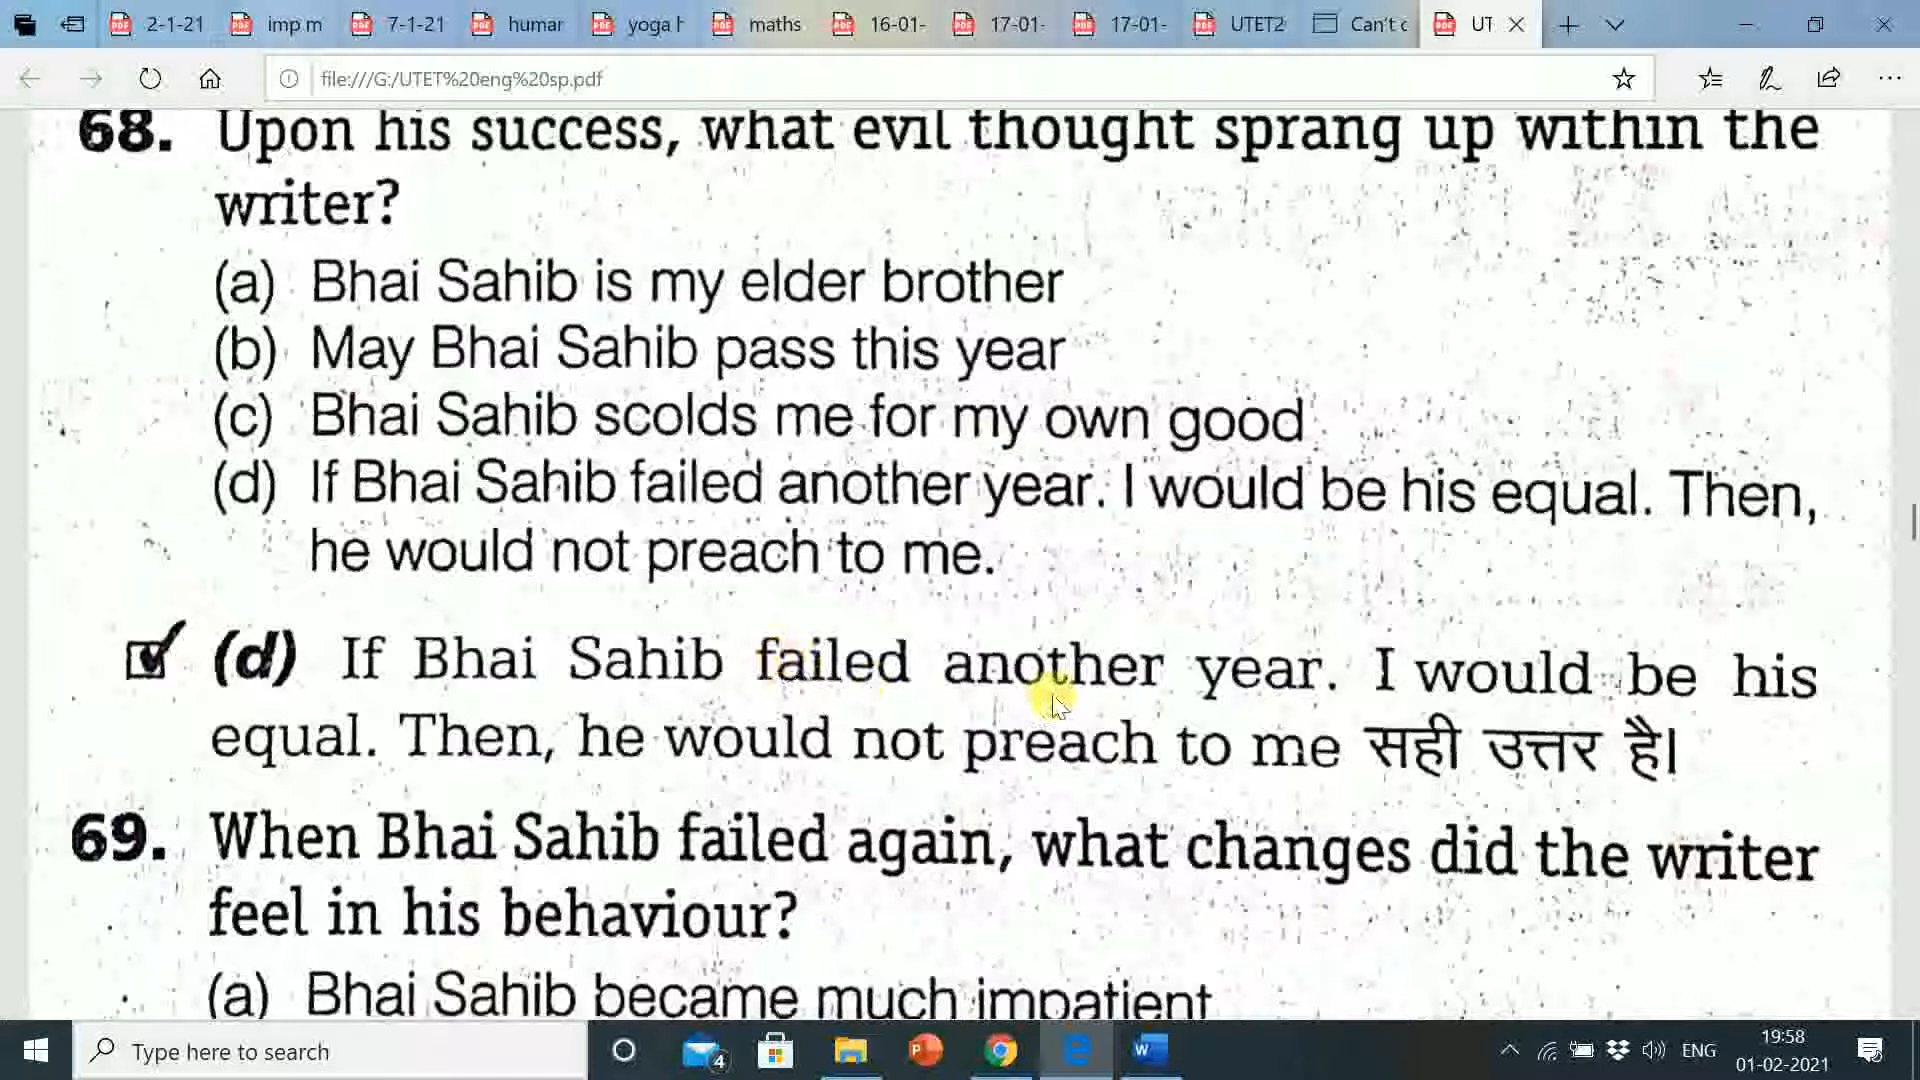 2-1-21
imp m
7-1-21
humar
yoga h
maths
16-01-
17-01-
17-01-
UTET2
Can't c
UT
file:///G:/UTET%20eng%20sp.pdf
68. Upon his success, what evil thought sprang up within the
writer?
(a) Bhai Sahib is my elder brother
(b) May Bhai Sahib pass this year
(c) Bhai Sahib scolds me for my own good
(d) If Bhai Sahib failed another year. I would be his equal. Then,
he would not preach to me.
(d) If Bhai Sahib failed another year. I would be his
equal. Then, he would not preach to me सही उत्तर है।
69. When Bhai Sahib failed again, what changes did the writer
feel in his behaviour?
(a) Bhai Sahib became much impatient
Type here to search
4
ENG
19:58
01-02-2021